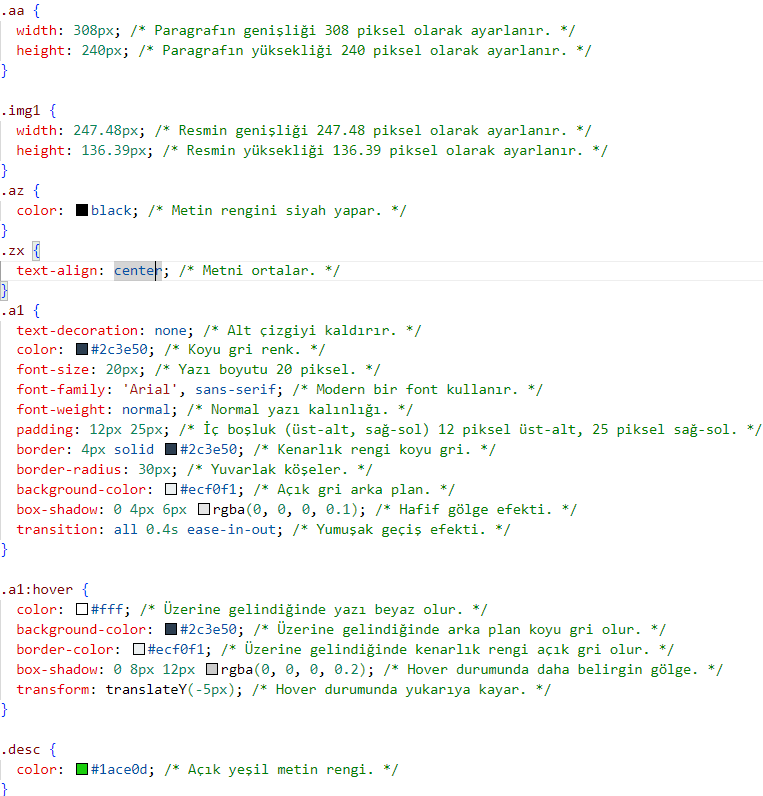 .aa {
  width: 308px; /* Paragrafın genişliği 308 piksel olarak ayarlanır. */
  height: 240px; /* Paragrafın yüksekliği 240 piksel olarak ayarlanır. */
}

.img1 {
  width: 247.48px; /* Resmin genişliği 247.48 piksel olarak ayarlanır. */
  height: 136.39px; /* Resmin yüksekliği 136.39 piksel olarak ayarlanır. */
}
.az {
  color: black; /* Metin rengini siyah yapar. */
}
.zx {
  text-align: center; /* Metni ortalar. */
}
.a1 {
  text-decoration: none; /* Alt çizgiyi kaldırır. */
  color: #2c3e50; /* Koyu gri renk. */
  font-size: 20px; /* Yazı boyutu 20 piksel. */
  font-family: 'Arial', sans-serif; /* Modern bir font kullanır. */
  font-weight: normal; /* Normal yazı kalınlığı. */
  padding: 12px 25px; /* İç boşluk (üst-alt, sağ-sol) 12 piksel üst-alt, 25 piksel sağ-sol. */
  border: 4px solid #2c3e50; /* Kenarlık rengi koyu gri. */
  border-radius: 30px; /* Yuvarlak köşeler. */
  background-color: #ecf0f1; /* Açık gri arka plan. */
  box-shadow: 0 4px 6px rgba(0, 0, 0, 0.1); /* Hafif gölge efekti. */
  transition: all 0.4s ease-in-out; /* Yumuşak geçiş efekti. */
}

.a1:hover {
  color: #fff; /* Üzerine gelindiğinde yazı beyaz olur. */
  background-color: #2c3e50; /* Üzerine gelindiğinde arka plan koyu gri olur. */
  border-color: #ecf0f1; /* Üzerine gelindiğinde kenarlık rengi açık gri olur. */
  box-shadow: 0 8px 12px rgba(0, 0, 0, 0.2); /* Hover durumunda daha belirgin gölge. */
  transform: translateY(-5px); /* Hover durumunda yukarıya kayar. */
}

.desc {
  color: #1ace0d; /* Açık yeşil metin rengi. */
}